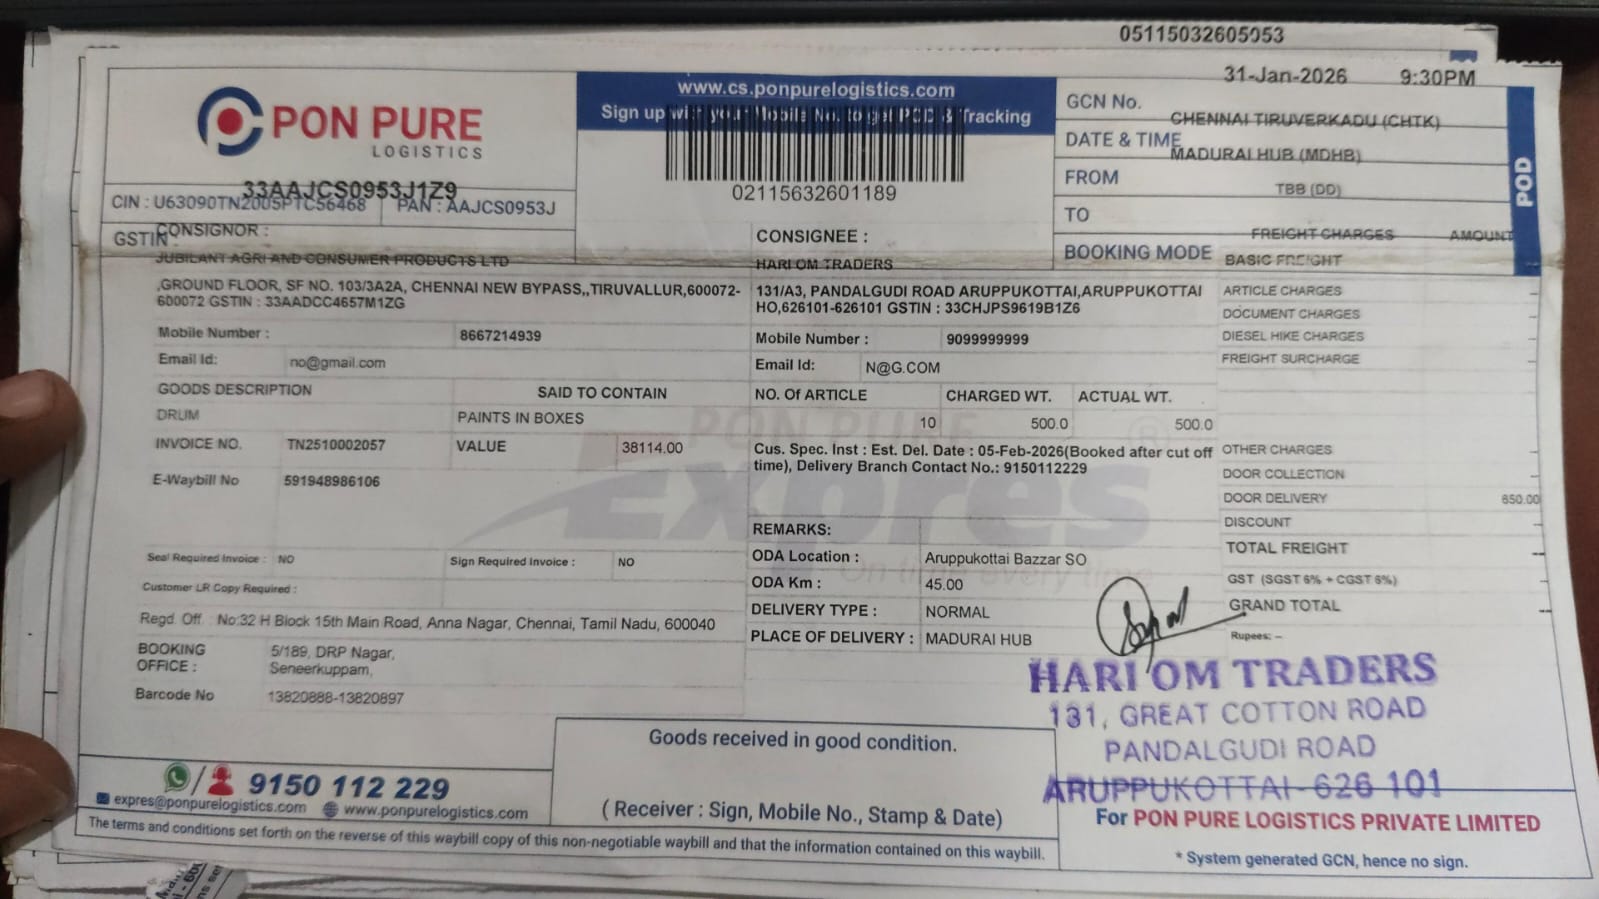 05115032605053
31-Jan-2026 9:30PM
PON PURE
LOGISTICS
www.cs.ponpurelogistics.com
Sign up with your Mobile No. to get POD & Tracking
02115632601189
GCN No.
CHENNAI TIRUVERKADU (CHTK)
DATE & TIME
MADURAI HUB (MDHB)
FROM
TBB (DD)
TO
BOOKING MODE
POD
33AAJCS0953J1Z9
CIN : U63090TN2005PTC56468 PAN : AAJCS0953J
GSTIN
CONSIGNOR :
JUBILANT AGRI AND CONSUMER PRODUCTS LTD
,GROUND FLOOR, SF NO. 103/3A2A, CHENNAI NEW BYPASS,,TIRUVALLUR,600072-
600072 GSTIN : 33AADCC4657M1ZG
Mobile Number : 8667214939
Email Id: no@gmail.com
GOODS DESCRIPTION SAID TO CONTAIN
DRUM PAINTS IN BOXES
INVOICE NO. TN2510002057 VALUE 38114.00
E-Waybill No 591948986106
Seal Required Invoice : NO Sign Required Invoice : NO
Customer LR Copy Required :
Regd. Off : No:32 H Block 15th Main Road, Anna Nagar, Chennai, Tamil Nadu, 600040
BOOKING OFFICE : 5/189, DRP Nagar,
Seneerkuppam,
Barcode No 13820888-13820897
CONSIGNEE :
HARI OM TRADERS
131/A3, PANDALGUDI ROAD ARUPPUKOTTAI,ARUPPUKOTTAI
HO,626101-626101 GSTIN : 33CHJPS9619B1Z6
Mobile Number : 9099999999
Email Id: N@G.COM
NO. Of ARTICLE CHARGED WT. ACTUAL WT.
10 500.0 500.0
Cus. Spec. Inst : Est. Del. Date : 05-Feb-2026(Booked after cut off
time), Delivery Branch Contact No.: 9150112229
PON PURE
Expres
On time every time
REMARKS:
ODA Location : Aruppukottai Bazzar SO
ODA Km : 45.00
DELIVERY TYPE : NORMAL
PLACE OF DELIVERY : MADURAI HUB
FREIGHT CHARGES AMOUNT
BASIC FREIGHT
ARTICLE CHARGES
DOCUMENT CHARGES
DIESEL HIKE CHARGES
FREIGHT SURCHARGE
OTHER CHARGES
DOOR COLLECTION
DOOR DELIVERY 650.00
DISCOUNT
TOTAL FREIGHT
GST (SGST 6% + CGST 6%)
GRAND TOTAL
Rupees: --
HARI OM TRADERS
131, GREAT COTTON ROAD
PANDALGUDI ROAD
ARUPPUKOTTAI- 626 101
For PON PURE LOGISTICS PRIVATE LIMITED
* System generated GCN, hence no sign.
Goods received in good condition.
( Receiver : Sign, Mobile No., Stamp & Date)
9150 112 229
expres@ponpurelogistics.com www.ponpurelogistics.com
The terms and conditions set forth on the reverse of this waybill copy of this non-negotiable waybill and that the information contained on this waybill.